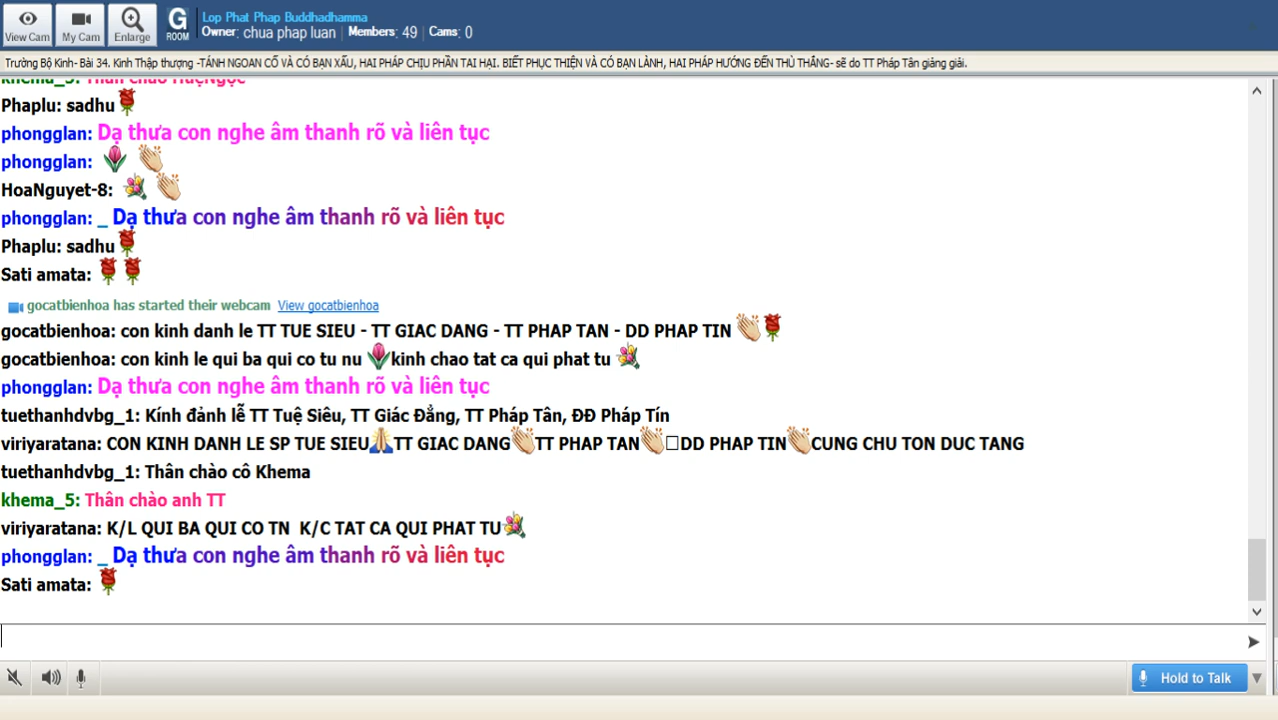 View Cam
My Cam
Enlarge
G
ROOM
Lop Phat Phap Buddhadhamma
Owner: chua phap luan | Members: 49 | Cams: 0
Trường Bộ Kinh- Bài 34. Kinh Thập thượng -TÁNH NGOAN CỐ VÀ CÓ BẠN XẤU, HAI PHÁP CHỊU PHẦN TAI HẠI. BIẾT PHỤC THIỆN VÀ CÓ BẠN LÀNH, HAI PHÁP HƯỚNG ĐẾN THÙ THẮNG- sẽ do TT Pháp Tân giảng giải.
khema_5: Thân chào HuệNgọc
Phaplu: sadhu
phongglan: Dạ thưa con nghe âm thanh rõ và liên tục
phongglan:
HoaNguyet-8:
phongglan: _ Dạ thưa con nghe âm thanh rõ và liên tục
Phaplu: sadhu
Sati amata:
gocatbienhoa has started their webcam View gocatbienhoa
gocatbienhoa: con kinh danh le TT TUE SIEU - TT GIAC DANG - TT PHAP TAN - DD PHAP TIN
gocatbienhoa: con kinh le qui ba qui co tu nu kinh chao tat ca qui phat tu
phongglan: Dạ thưa con nghe âm thanh rõ và liên tục
tuethanhdvbg_1: Kính đảnh lễ TT Tuệ Siêu, TT Giác Đẳng, TT Pháp Tân, ĐĐ Pháp Tín
viriyaratana: CON KINH DANH LE SP TUE SIEU TT GIAC DANG TT PHAP TAN DD PHAP TIN CUNG CHU TON DUC TANG
tuethanhdvbg_1: Thân chào cô Khema
khema_5: Thân chào anh TT
viriyaratana: K/L QUI BA QUI CO TN K/C TAT CA QUI PHAT TU
phongglan: _ Dạ thưa con nghe âm thanh rõ và liên tục
Sati amata:
Hold to Talk